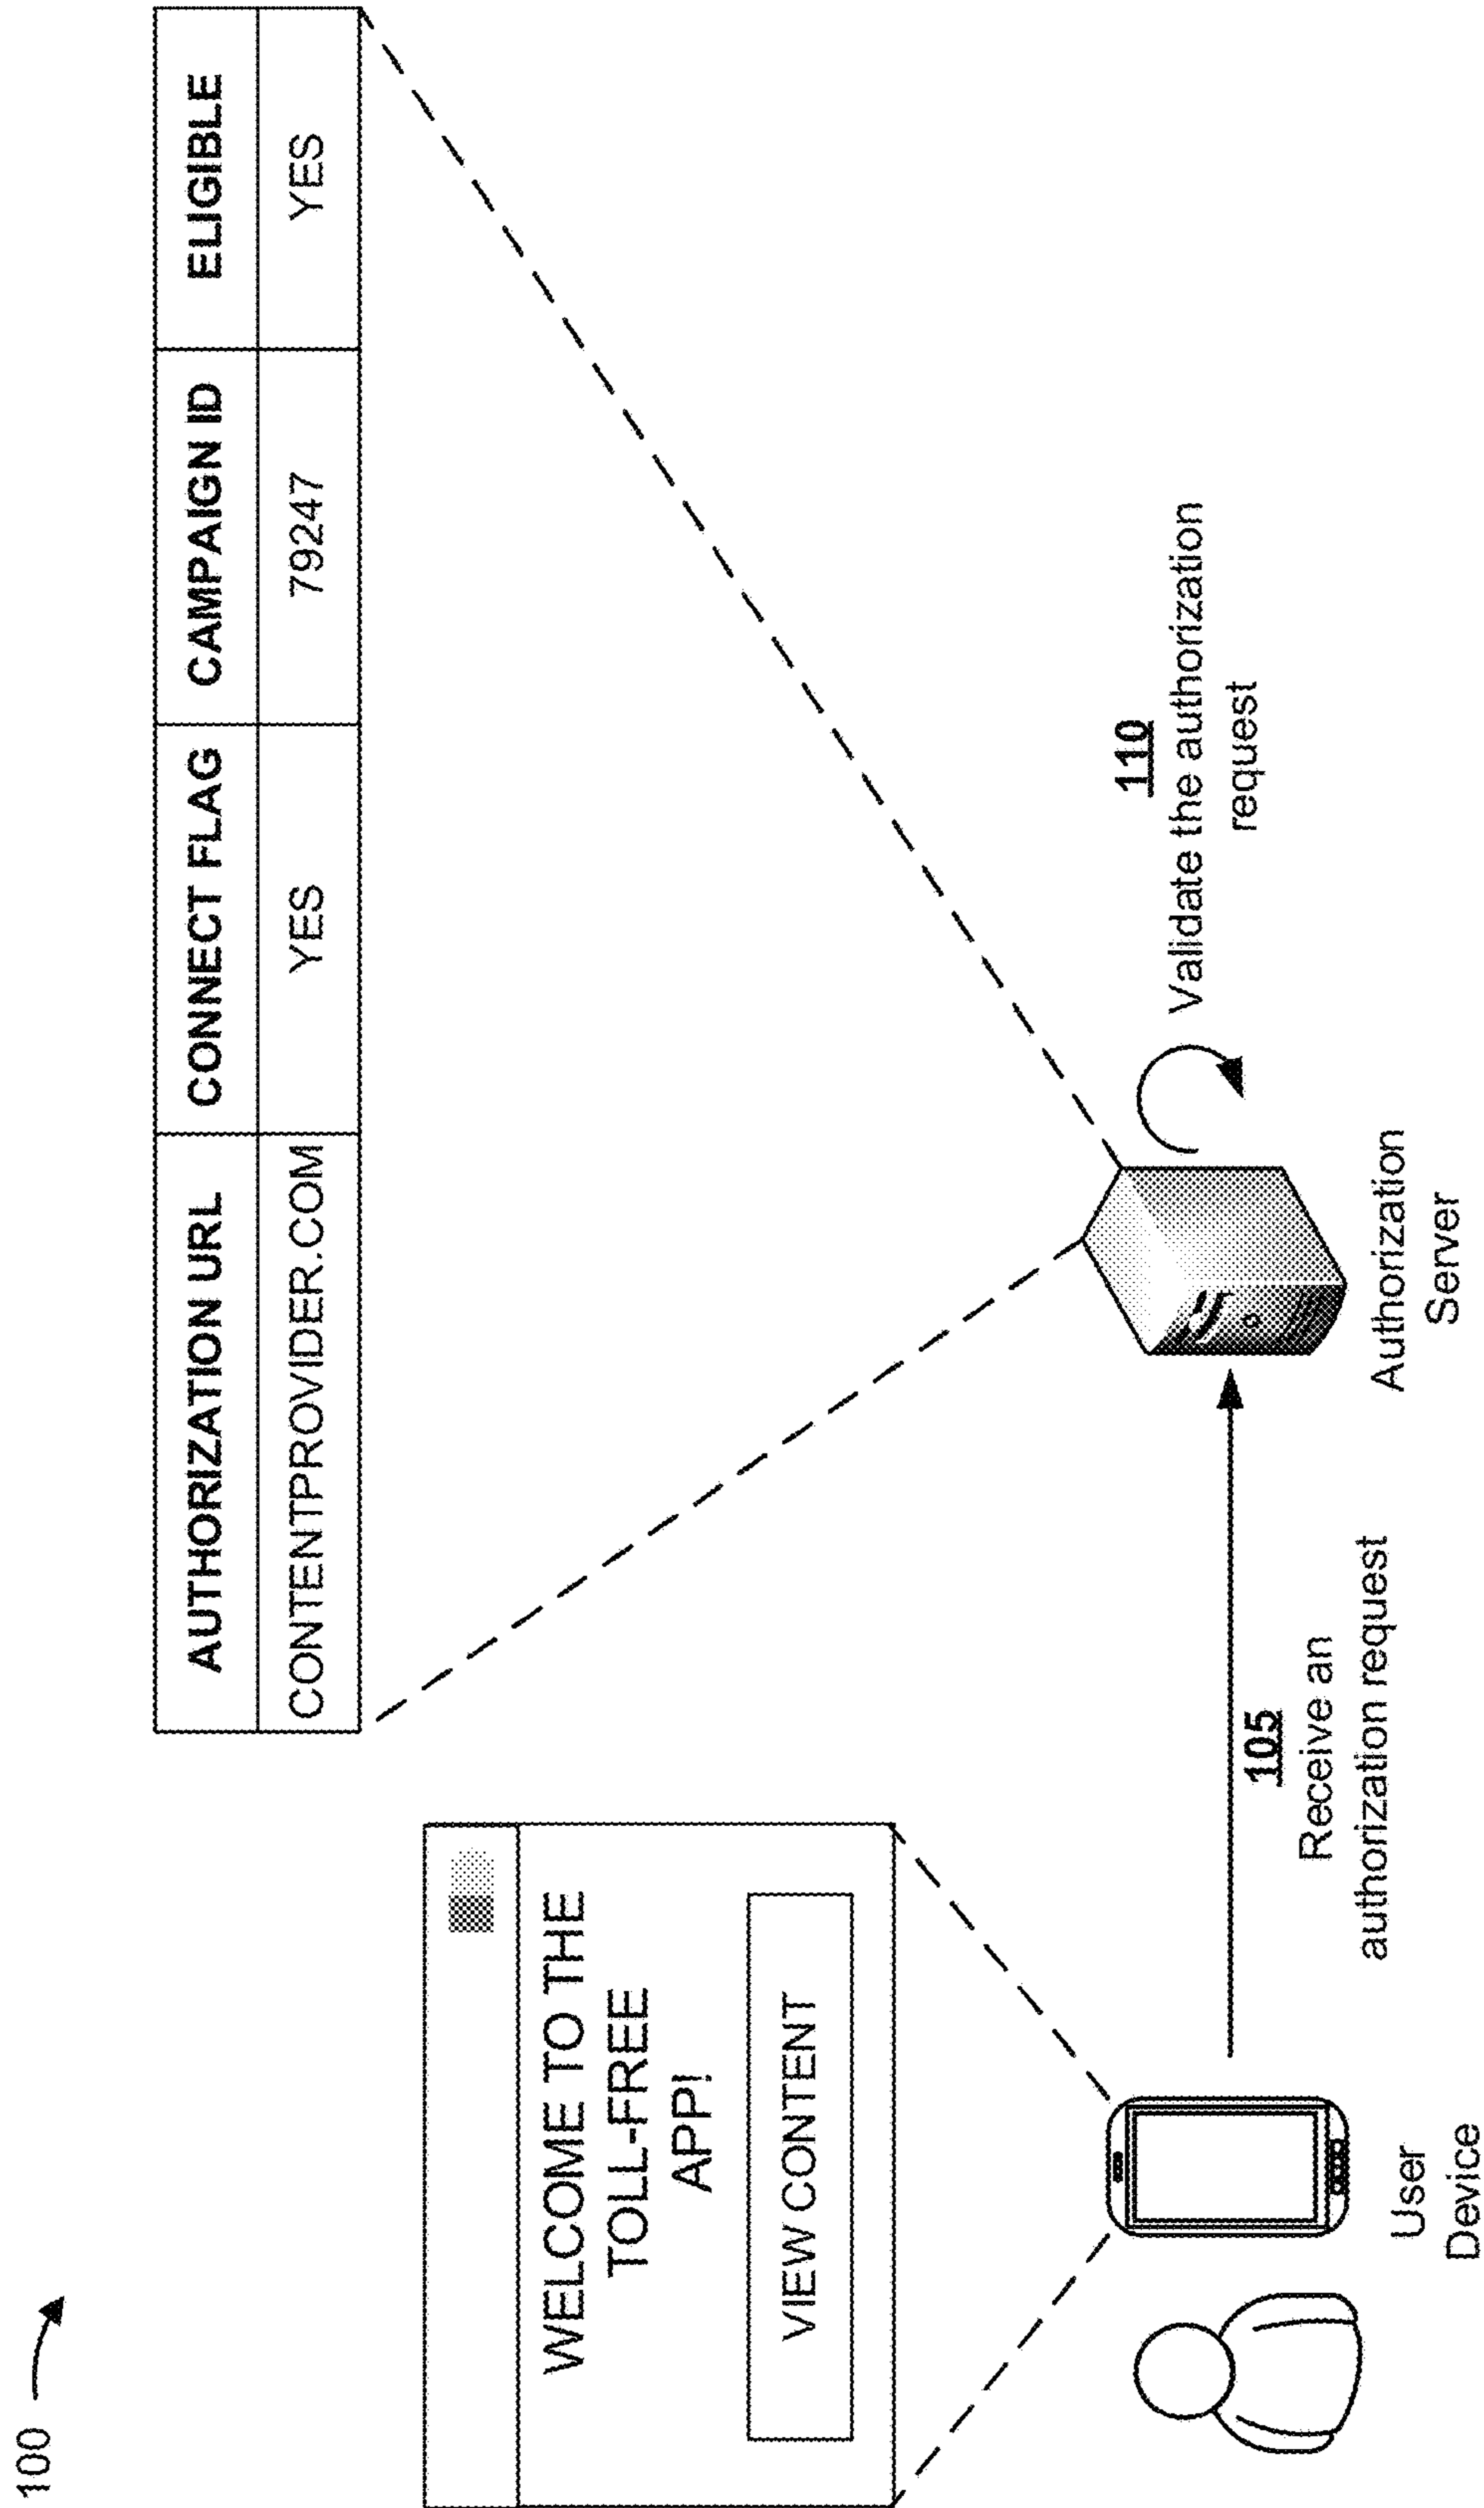 100
WELCOME TO THE
TOLL-FREE
APP!
VIEW CONTENT
AUTHORIZATION URL CONNECT FLAG CAMPAIGN ID ELIGIBLE
CONTENTPROVIDER.COM YES 79247 YES
105
Receive an
authorization request
110
Validate the authorization
request
User
Device
Authorization
Server